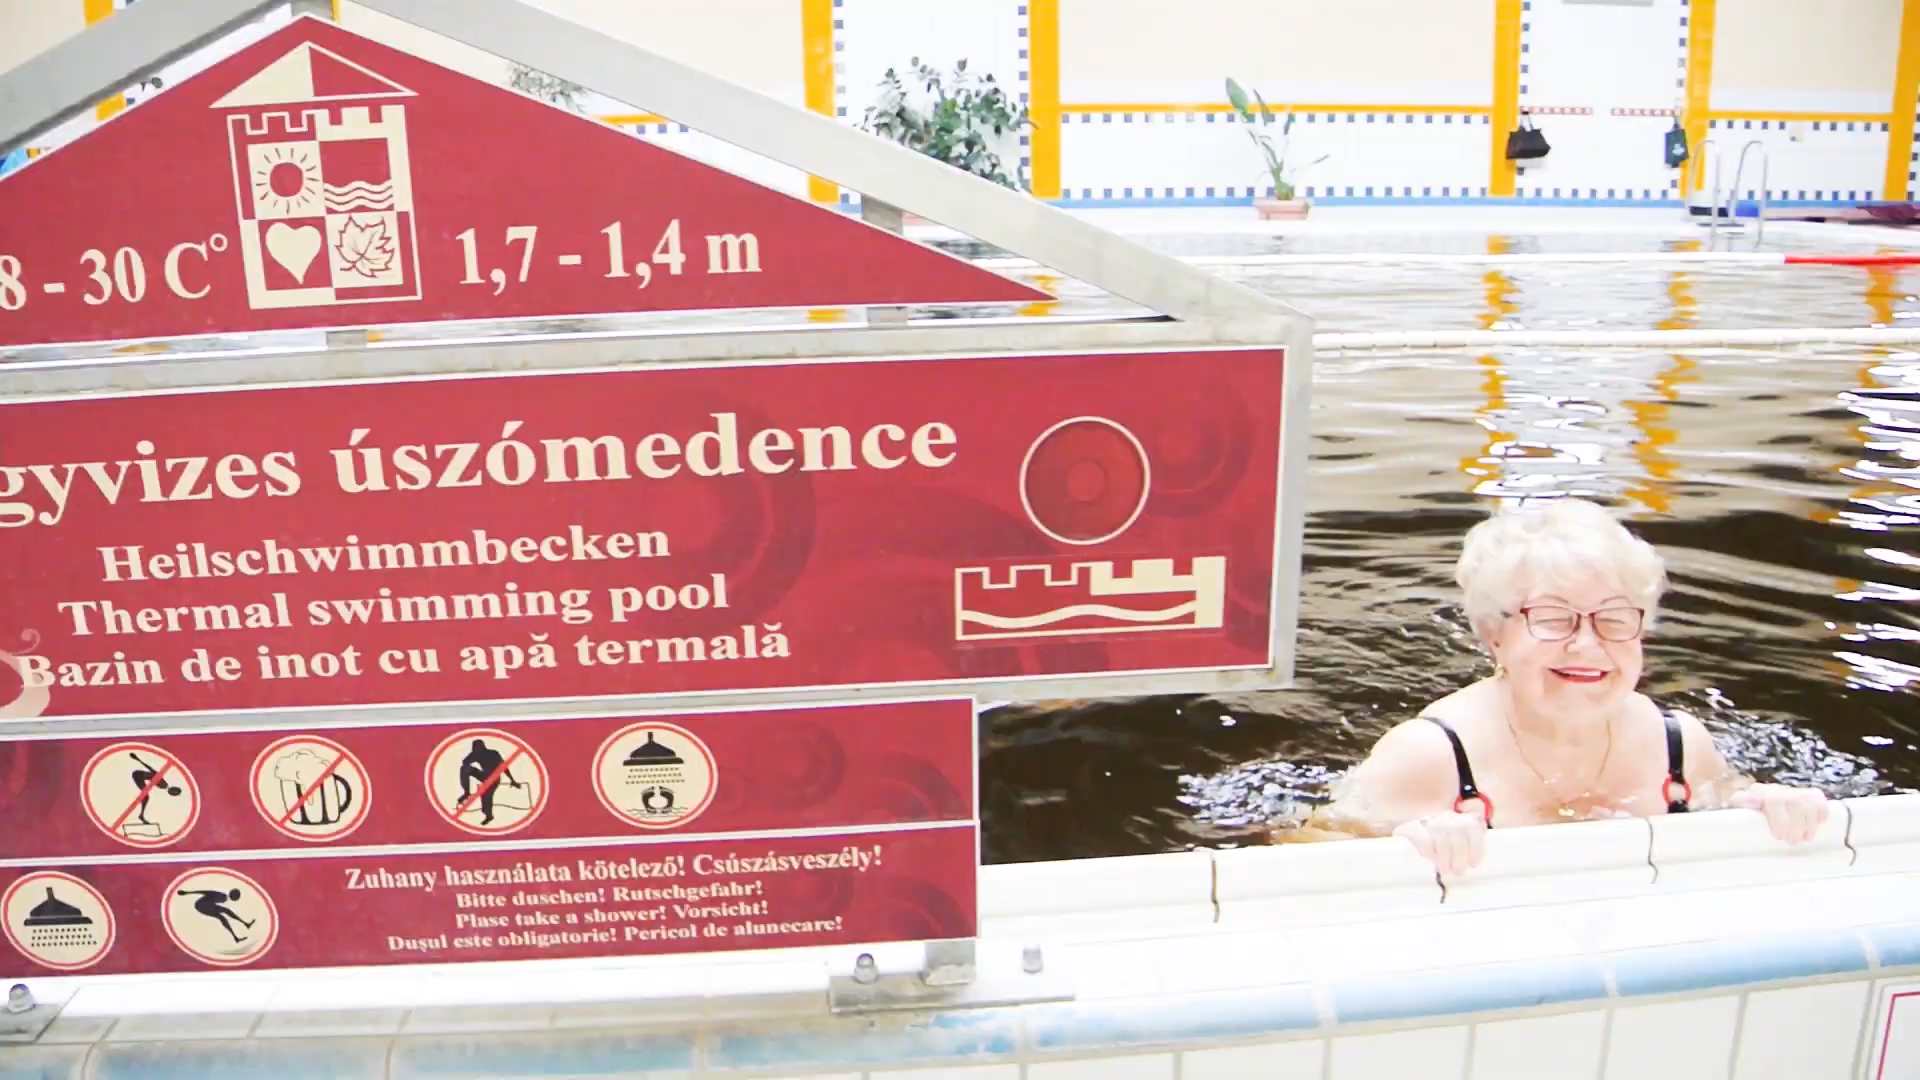 8 - 30 C°
1,7 - 1,4 m
gyvizes úszómedence
Heilschwimmbecken
Thermal swimming pool
Bazin de inot cu apă termală
Zuhany használata kötelező! Csúszásveszély!
Bitte duschen! Rutschgefahr!
Plase take a shower! Vorsicht!
Dușul este obligatorie! Pericol de alunecare!